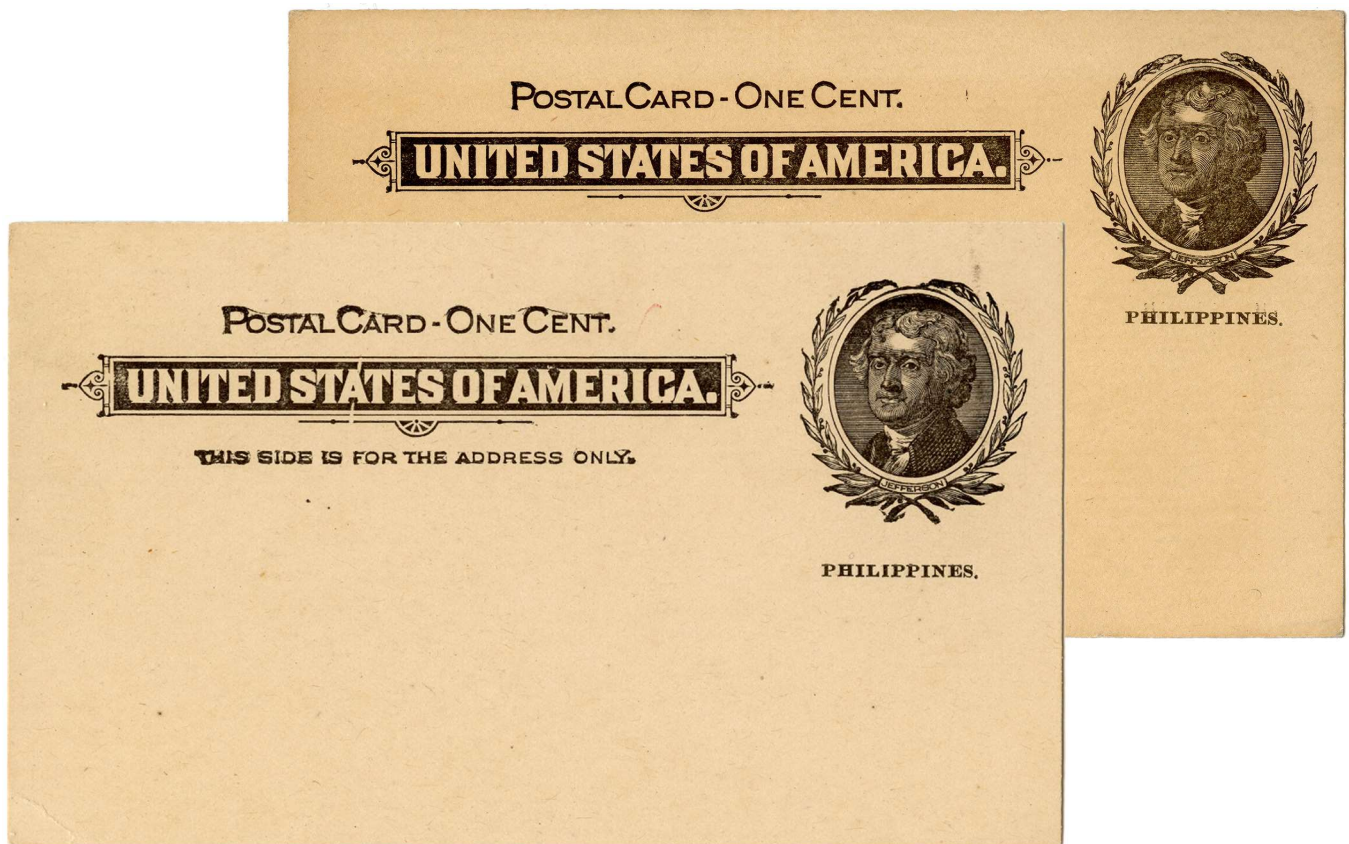 POSTAL CARD - ONE CENT.
UNITED STATES OF AMERICA.
JEFFERSON
PHILIPPINES.
POSTAL CARD - ONE CENT.
UNITED STATES OF AMERICA.
THIS SIDE IS FOR THE ADDRESS ONLY.
JEFFERSON
PHILIPPINES.